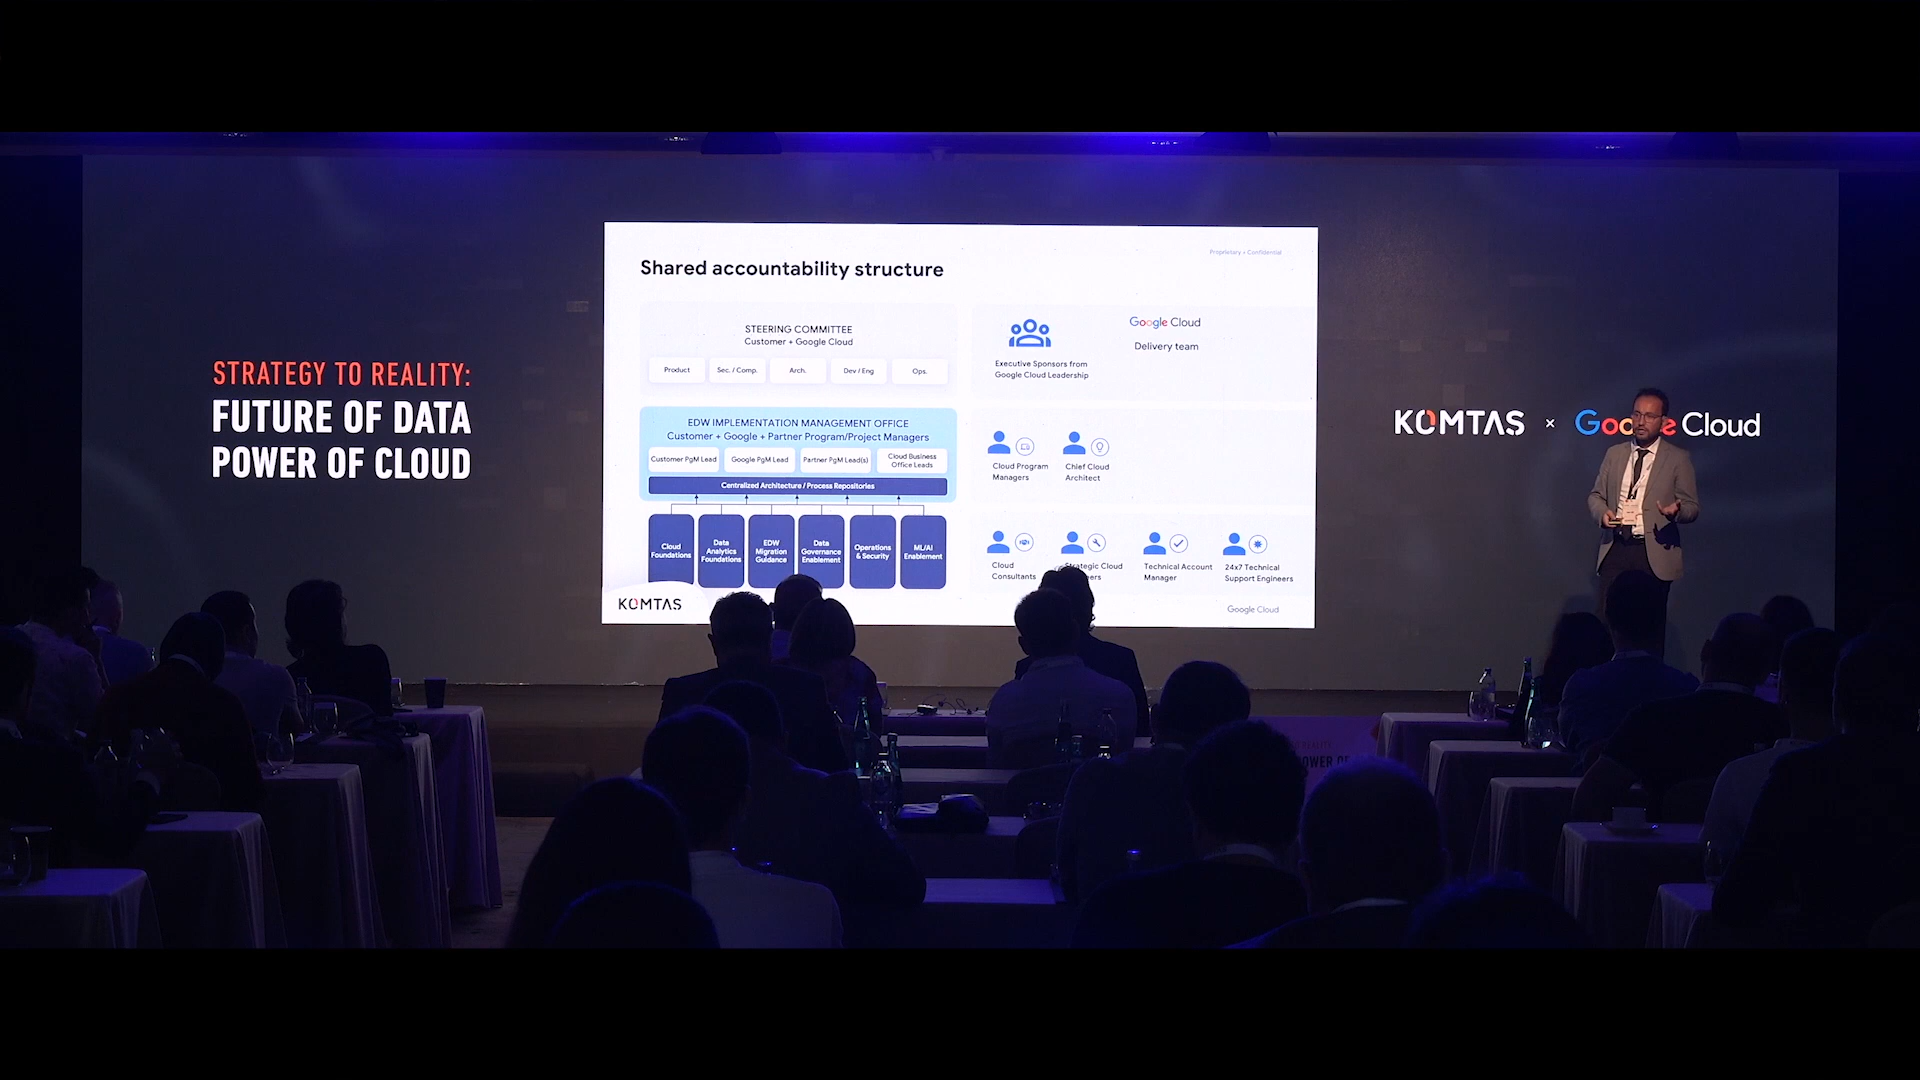 STRATEGY TO REALITY:
FUTURE OF DATA
POWER OF CLOUD
Proprietary + Confidential
Shared accountability structure
STEERING COMMITTEE
Customer + Google Cloud
Product
Sec. / Comp.
Arch.
Dev / Eng
Ops.
EDW IMPLEMENTATION MANAGEMENT OFFICE
Customer + Google + Partner Program/Project Managers
Customer PgM Lead
Google PgM Lead
Partner PgM Lead(s)
Cloud Business
Office Leads
Centralized Architecture / Process Repositories
Cloud
Foundations
Data
Analytics
Foundations
EDW
Migration
Guidance
Data
Governance
Enablement
Operations
& Security
ML/AI
Enablement
KOMTAS
Executive Sponsors from
Google Cloud Leadership
Google Cloud
Delivery team
Cloud Program
Managers
Chief Cloud
Architect
Cloud
Consultants
Strategic Cloud
Technical Account
Manager
24x7 Technical
Support Engineers
Google Cloud
KOMTAS × Google Cloud